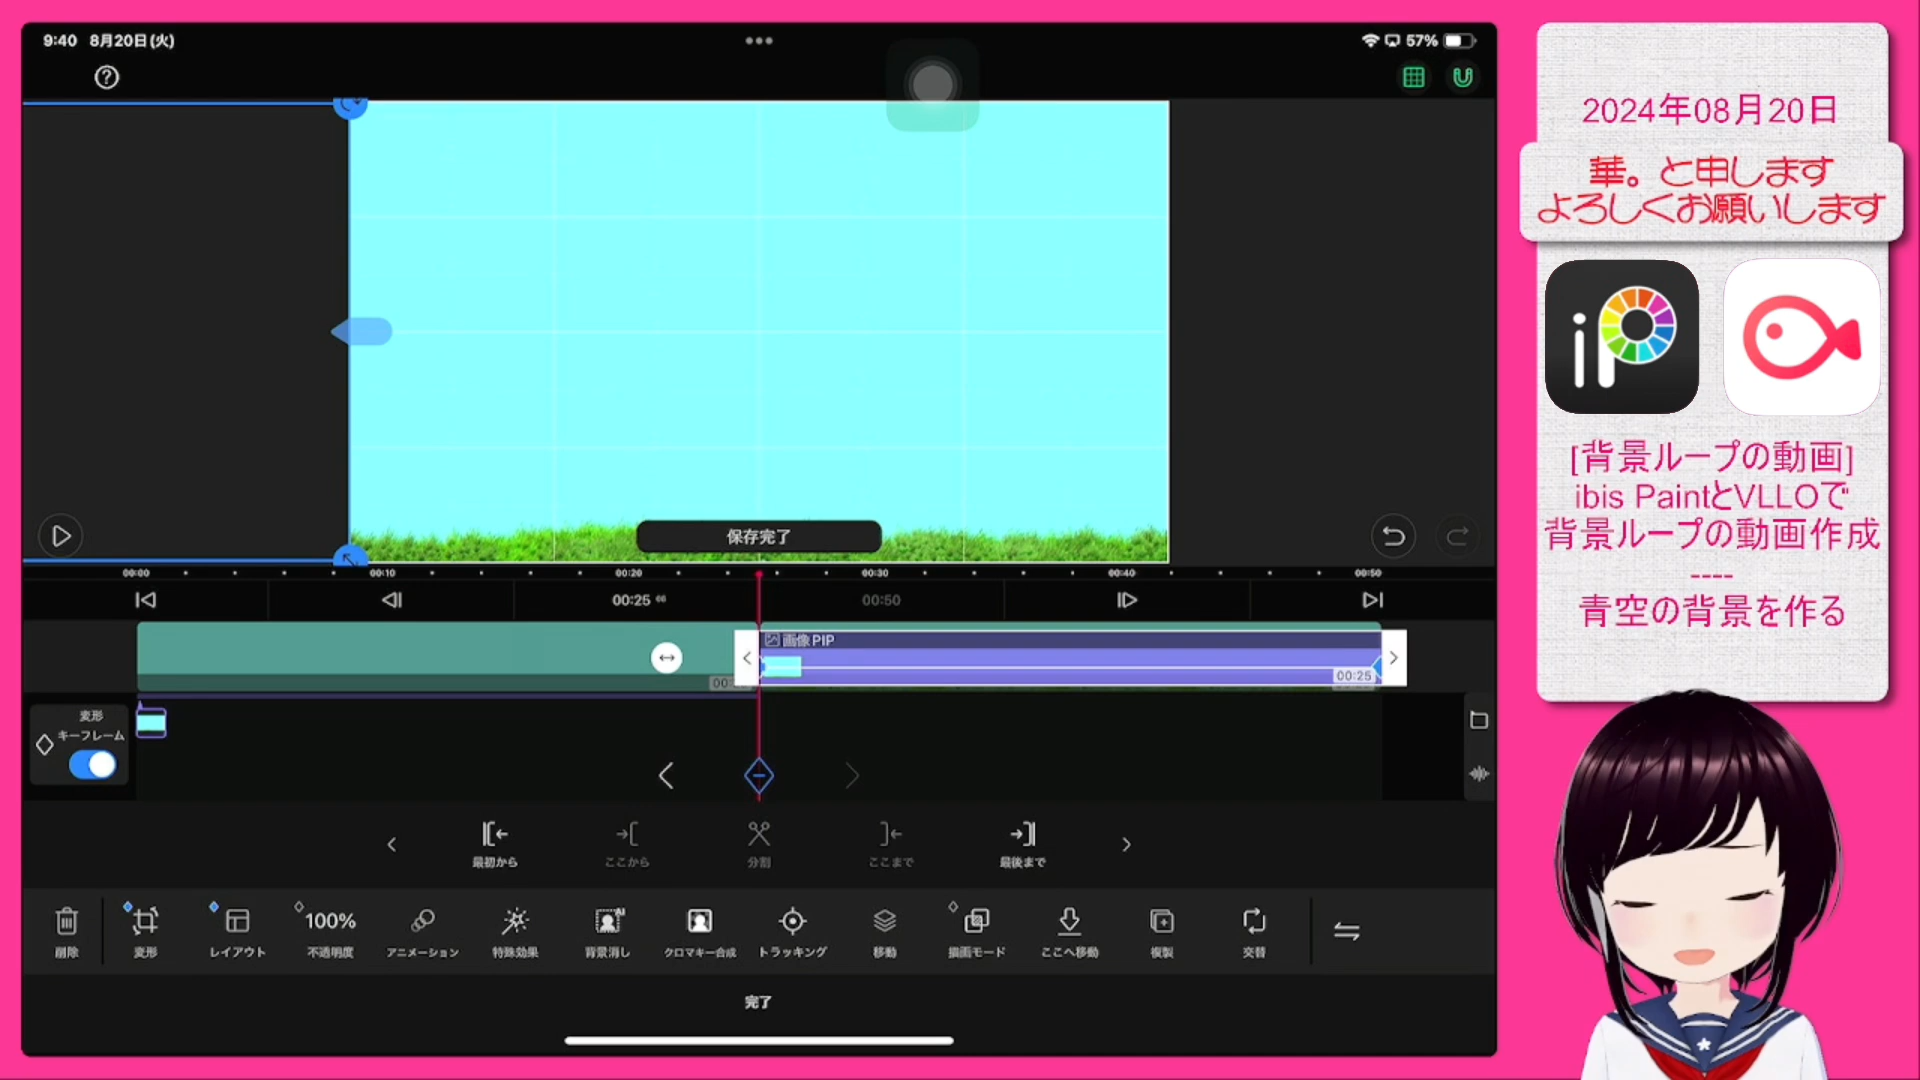 9:40 8月20日(火)
57%
保存完了
00:00
00:10
00:20
00:30
00:40
00:50
00:25
00:50
画像PIP
00:25
変形
キーフレーム
最初から
ここから
分割
ここまで
最後まで
削除
変形
レイアウト
100%
不透明度
アニメーション
特殊効果
AI
背景消し
クロマキー合成
トラッキング
移動
描画モード
ここへ移動
複製
交替
完了
2024年08月20日
華。と申します
よろしくお願いします
iP
[背景ループの動画]
ibis PaintとVLLOで
背景ループの動画作成
----
青空の背景を作る